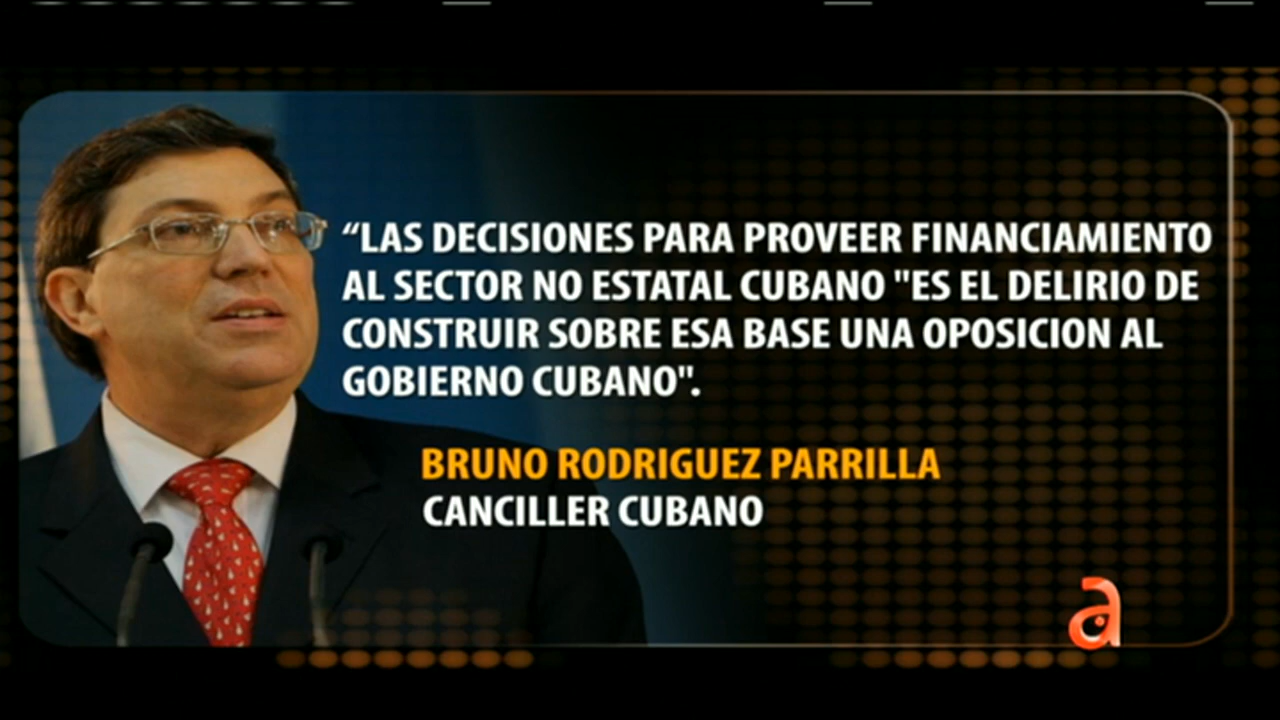 “LAS DECISIONES PARA PROVEER FINANCIAMIENTO
AL SECTOR NO ESTATAL CUBANO "ES EL DELIRIO DE
CONSTRUIR SOBRE ESA BASE UNA OPOSICION AL
GOBIERNO CUBANO".
BRUNO RODRIGUEZ PARRILLA
CANCILLER CUBANO
a